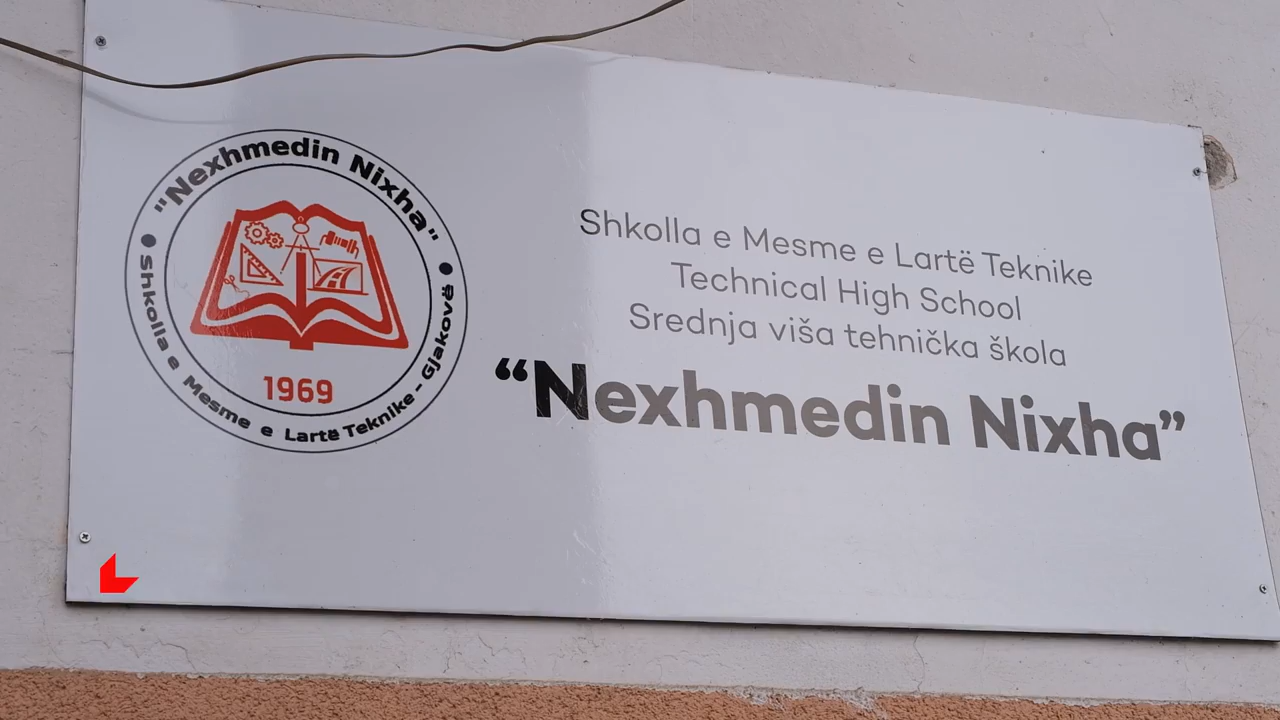 "Nexhmedin Nixha"
Shkolla e Mesme e Lartë Teknike - Gjakovë
1969
Shkolla e Mesme e Lartë Teknike
Technical High School
Srednja viša tehnička škola
“Nexhmedin Nixha”